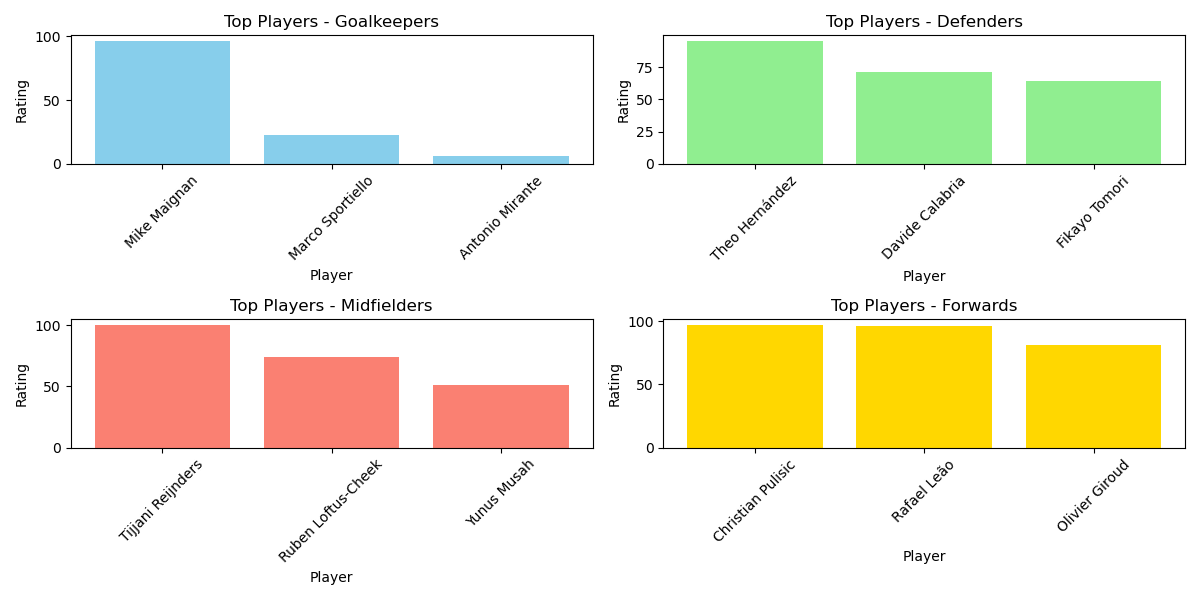 Top Players - Goalkeepers
100
50
0
Rating
Mike Maignan
Marco Sportiello
Antonio Mirante
Player
Top Players - Defenders
75
50
25
0
Rating
Theo Hernández
Davide Calabria
Fikayo Tomori
Player
Top Players - Midfielders
100
50
0
Rating
Tijjani Reijnders
Ruben Loftus-Cheek
Yunus Musah
Player
Top Players - Forwards
100
50
0
Rating
Christian Pulisic
Rafael Leão
Olivier Giroud
Player